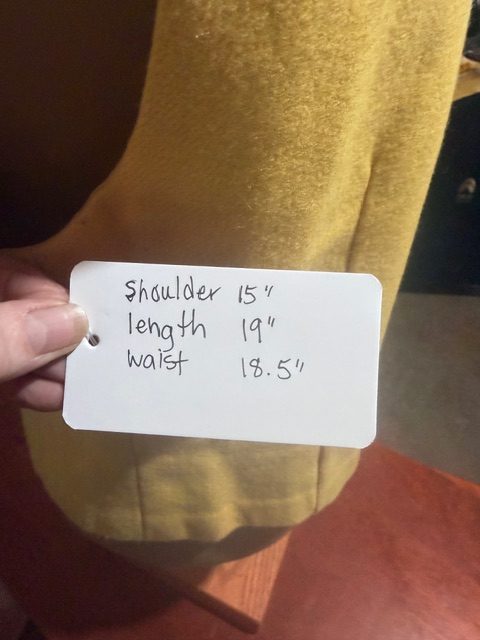 shoulder 15"
length 19"
waist 18.5"